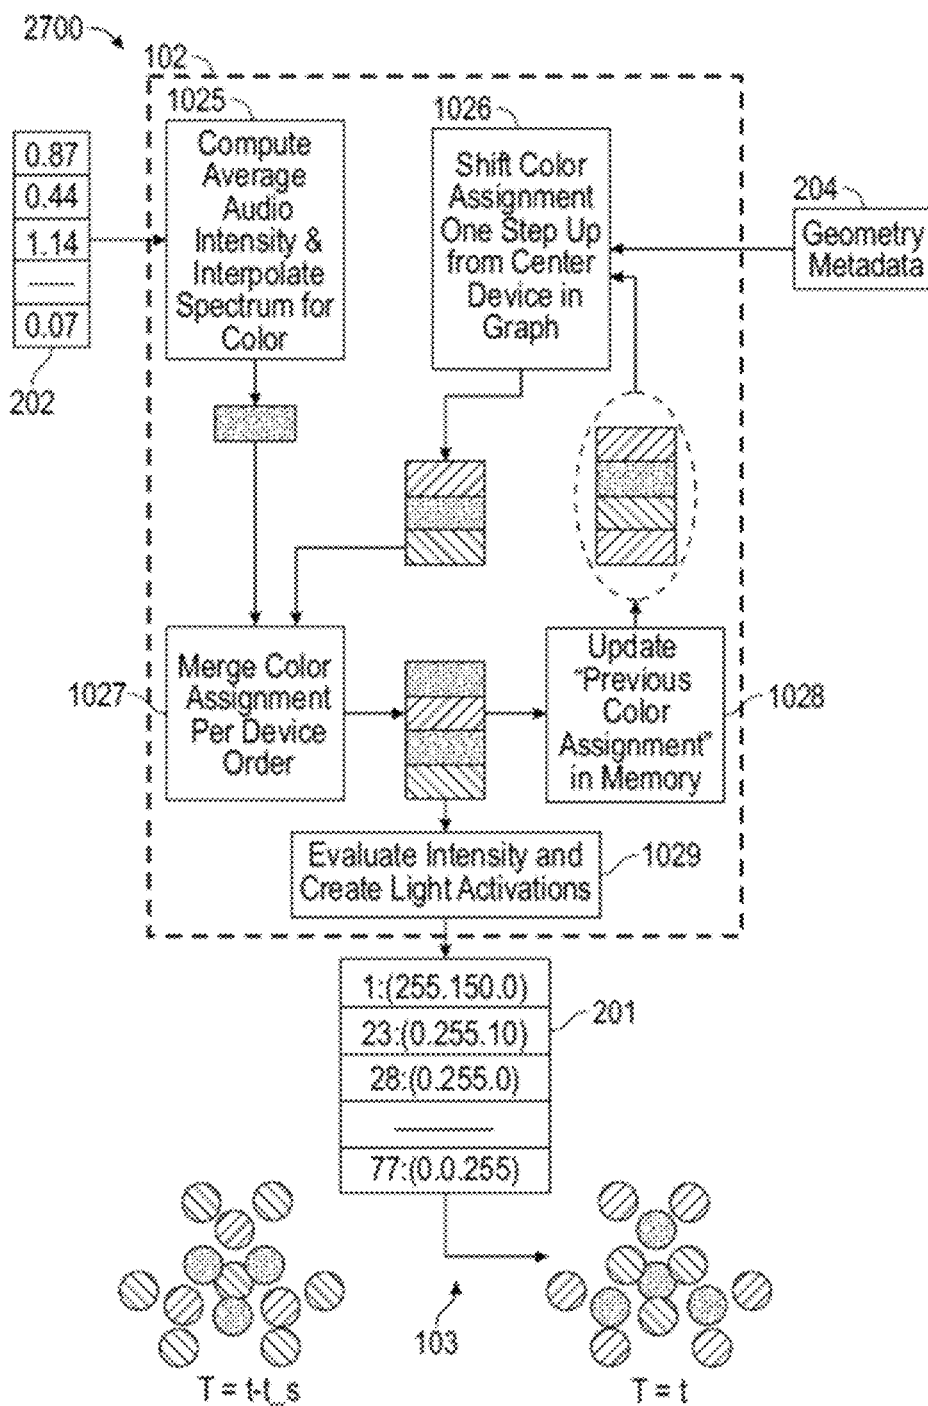 2700
102
1025
Compute
Average
Audio
Intensity &
Interpolate
Spectrum for
Color
1026
Shift Color
Assignment
One Step Up
from Center
Device in
Graph
204
Geometry
Metadata
0.87
0.44
1.14
0.07
202
1027
Merge Color
Assignment
Per Device
Order
Update
"Previous
Color
Assignment"
in Memory
1028
Evaluate Intensity and
Create Light Activations
1029
1:(255.150.0)
23:(0.255.10)
28:(0.255.0)
77:(0.0.255)
201
103
T = t-t_s
T = t